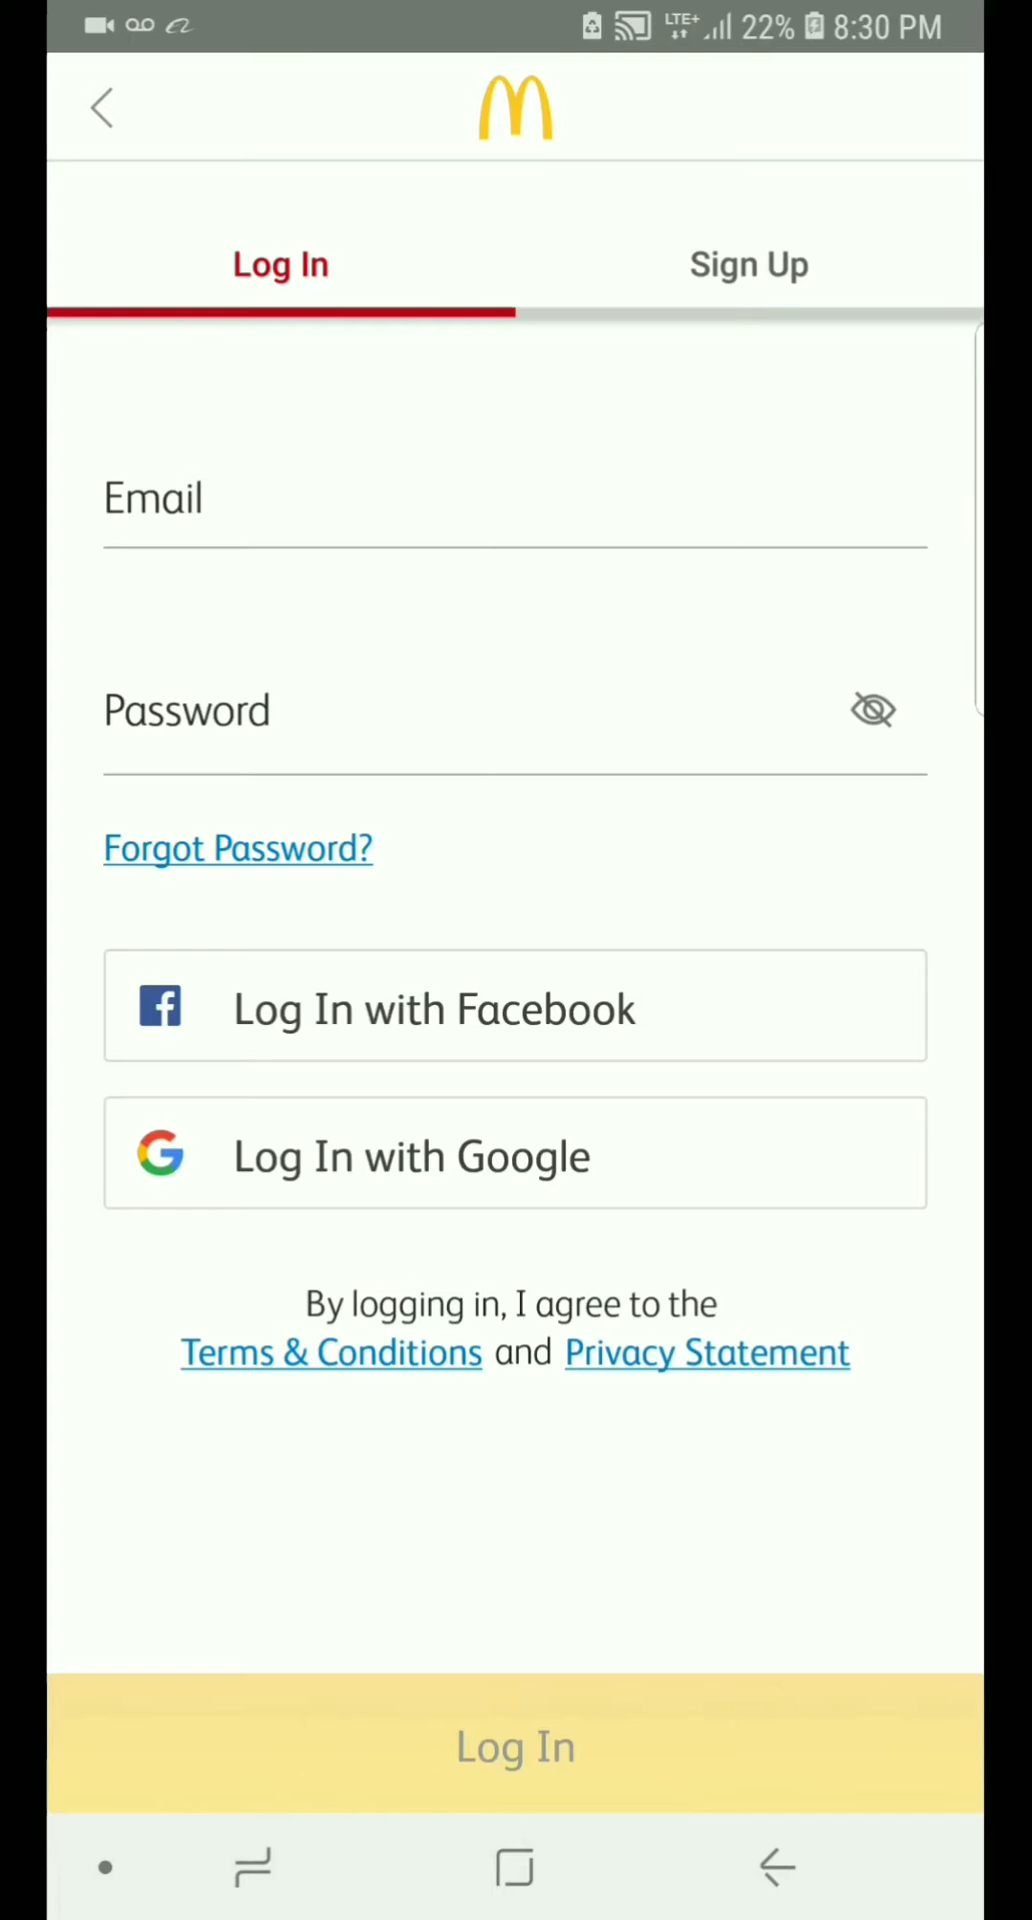 LTE+ 22% 8:30 PM
Log In Sign Up
Email
Password
Forgot Password?
Log In with Facebook
Log In with Google
By logging in, I agree to the
Terms & Conditions and Privacy Statement
Log In